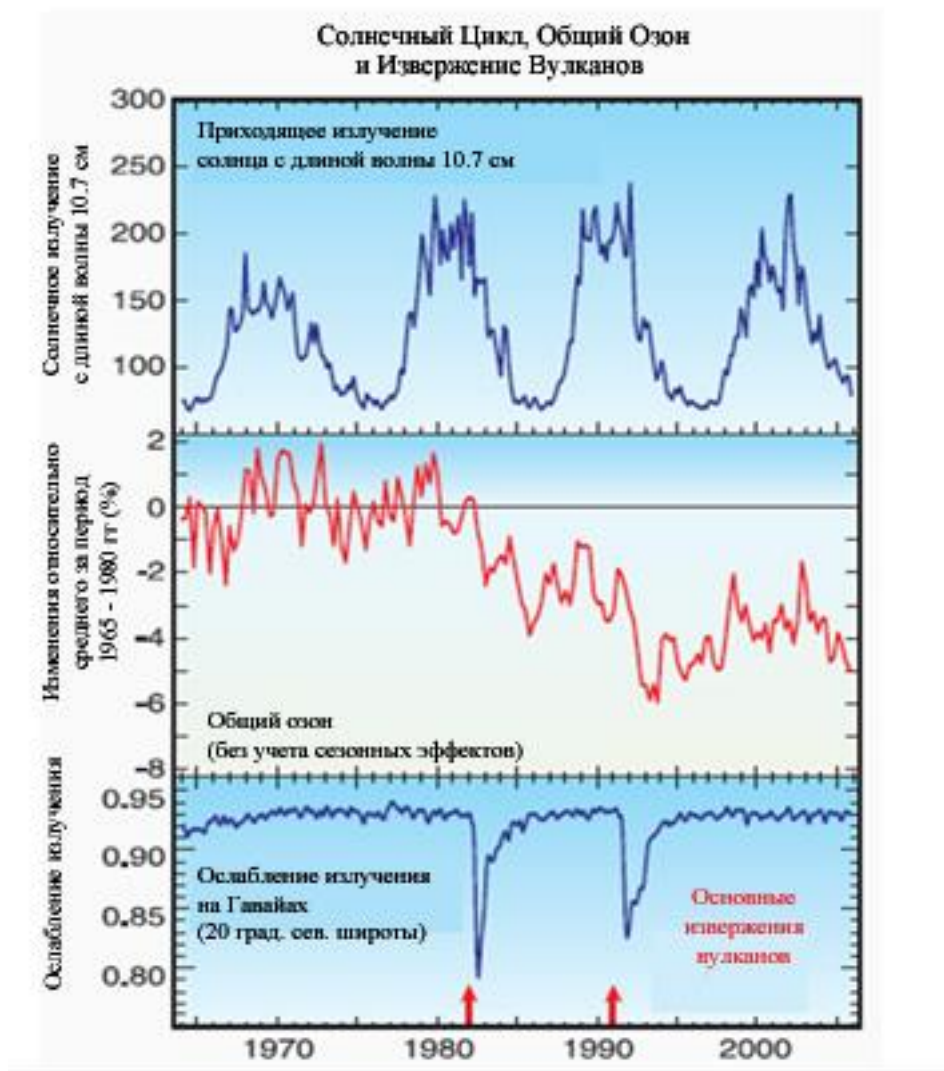 Солнечный Цикл, Общий Озон
и Извержение Вулканов
Солнечное излучение
с длиной волны 10.7 см
300
250
200
150
100
Приходящее излучение
солнца с длиной волны 10.7 см
Изменения относительно
среднего за период
1965 - 1980 гг (%)
2
0
-2
-4
-6
-8
Общий озон
(без учета сезонных эффектов)
Ослабление излучения
0.95
0.90
0.85
0.80
Ослабление излучения
на Гавайах
(20 град. сев. широты)
Основные
извержения
вулканов
1970
1980
1990
2000